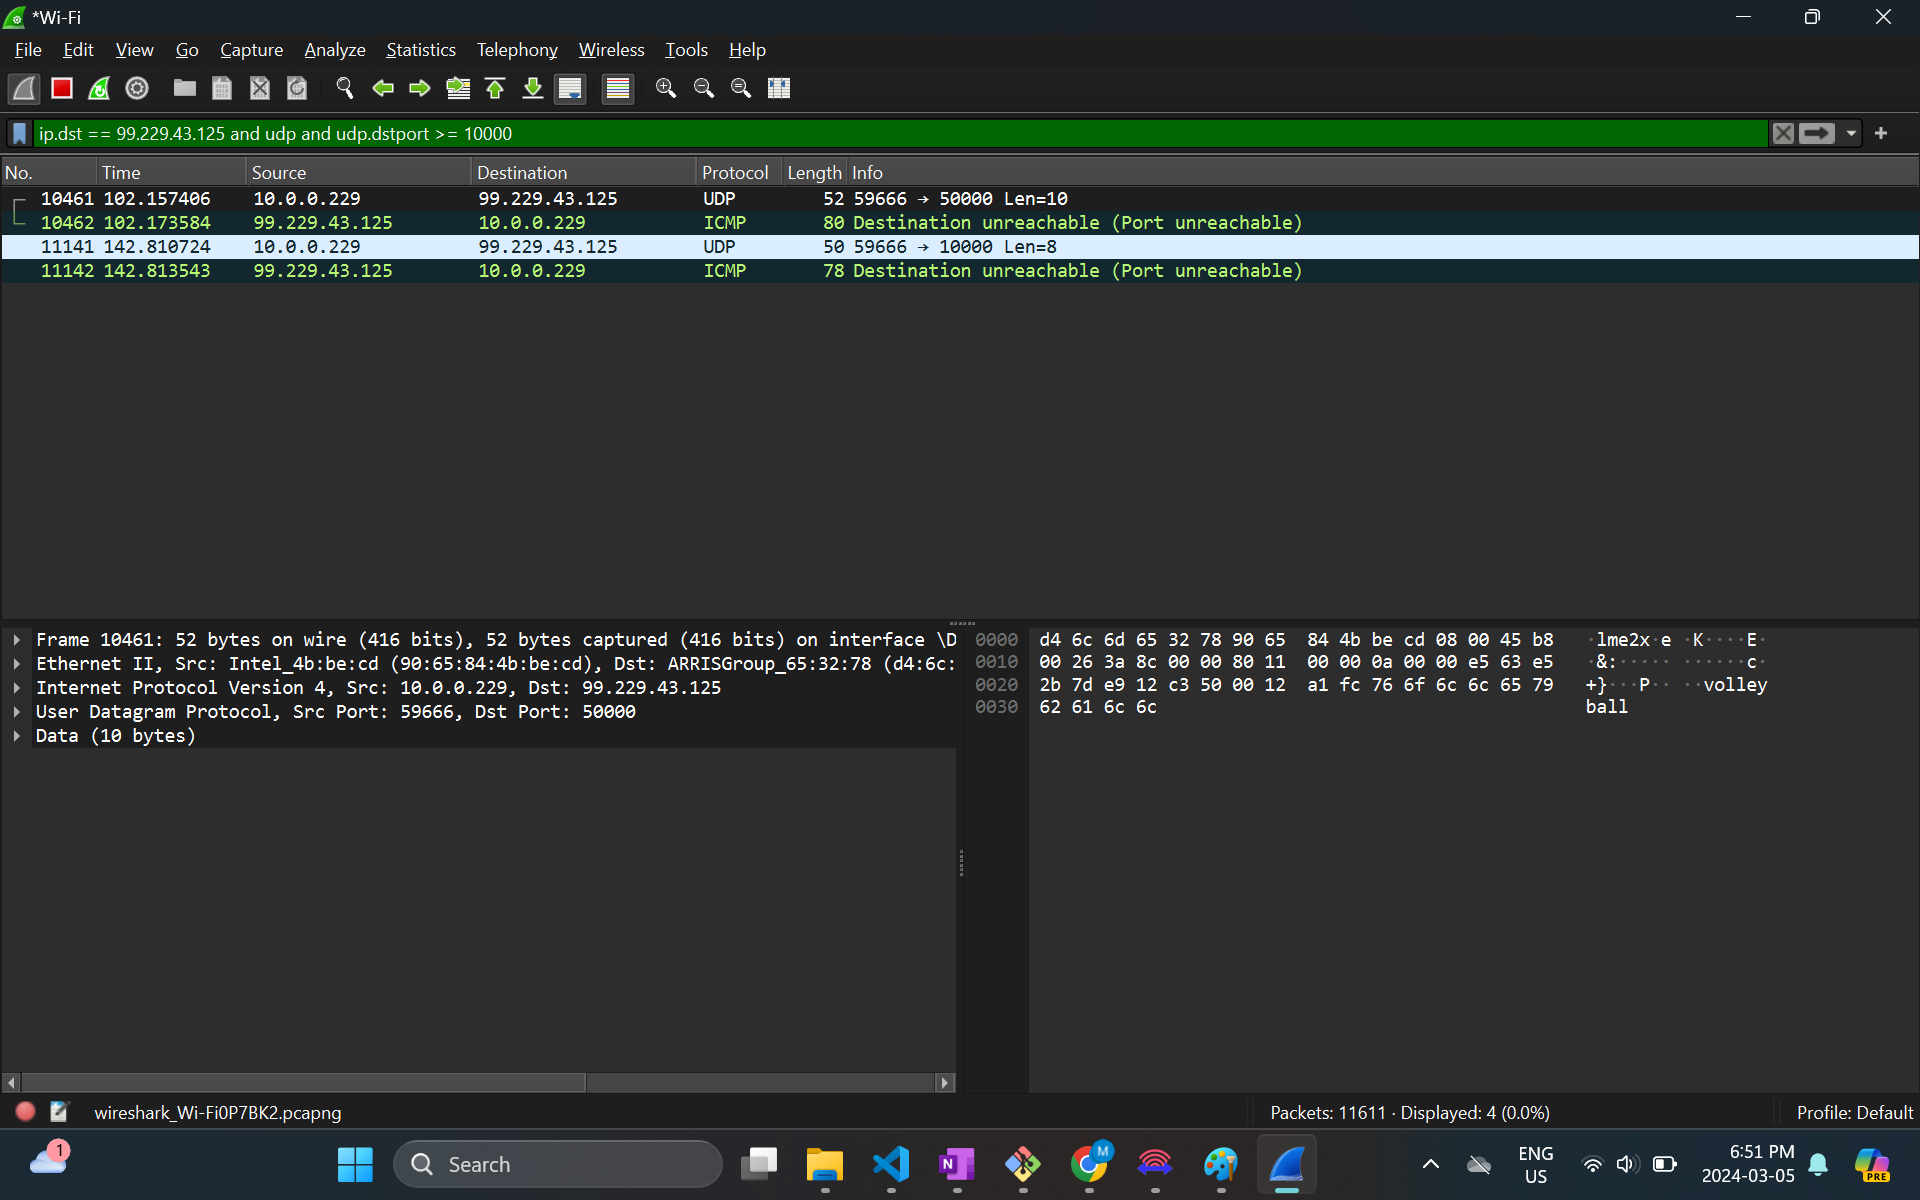 *Wi-Fi
File Edit View Go Capture Analyze Statistics Telephony Wireless Tools Help
ip.dst == 99.229.43.125 and udp and udp.dstport >= 10000
No. Time Source Destination Protocol Length Info
10461 102.157406 10.0.0.229 99.229.43.125 UDP 52 59666 → 50000 Len=10
10462 102.173584 99.229.43.125 10.0.0.229 ICMP 80 Destination unreachable (Port unreachable)
11141 142.810724 10.0.0.229 99.229.43.125 UDP 50 59666 → 10000 Len=8
11142 142.813543 99.229.43.125 10.0.0.229 ICMP 78 Destination unreachable (Port unreachable)
Frame 10461: 52 bytes on wire (416 bits), 52 bytes captured (416 bits) on interface \D
Ethernet II, Src: Intel_4b:be:cd (90:65:84:4b:be:cd), Dst: ARRISGroup_65:32:78 (d4:6c:
Internet Protocol Version 4, Src: 10.0.0.229, Dst: 99.229.43.125
User Datagram Protocol, Src Port: 59666, Dst Port: 50000
Data (10 bytes)
0000 d4 6c 6d 65 32 78 90 65 84 4b be cd 08 00 45 b8 ·lme2x·e ·K····E·
0010 00 26 3a 8c 00 00 80 11 00 00 0a 00 00 e5 63 e5 ·&:····· ······c·
0020 2b 7d e9 12 c3 50 00 12 a1 fc 76 6f 6c 6c 65 79 +}···P·· ··volley
0030 62 61 6c 6c ball
wireshark_Wi-Fi0P7BK2.pcapng
Packets: 11611 · Displayed: 4 (0.0%)
Profile: Default
1
Search
N
M
ENG
US
6:51 PM
2024-03-05
PRE